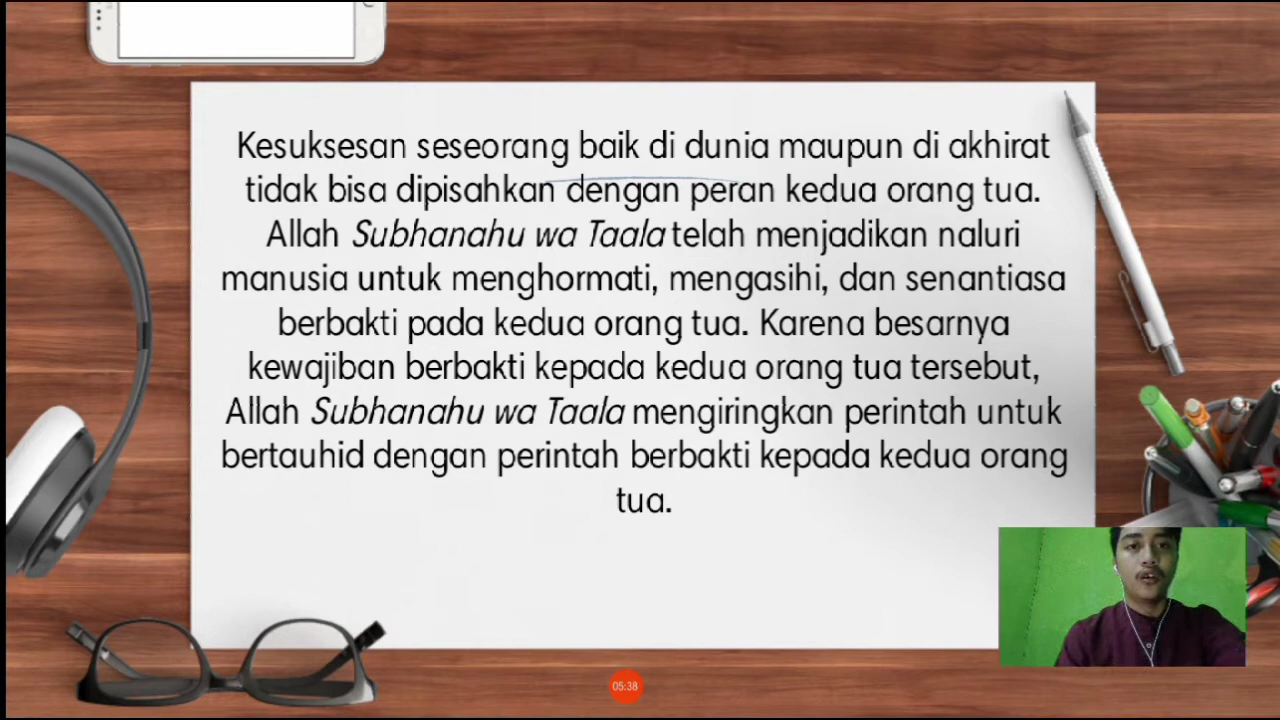 Kesuksesan seseorang baik di dunia maupun di akhirat
tidak bisa dipisahkan dengan peran kedua orang tua.
Allah Subhanahu wa Taala telah menjadikan naluri
manusia untuk menghormati, mengasihi, dan senantiasa
berbakti pada kedua orang tua. Karena besarnya
kewajiban berbakti kepada kedua orang tua tersebut,
Allah Subhanahu wa Taala mengiringkan perintah untuk
bertauhid dengan perintah berbakti kepada kedua orang
tua.
05:38